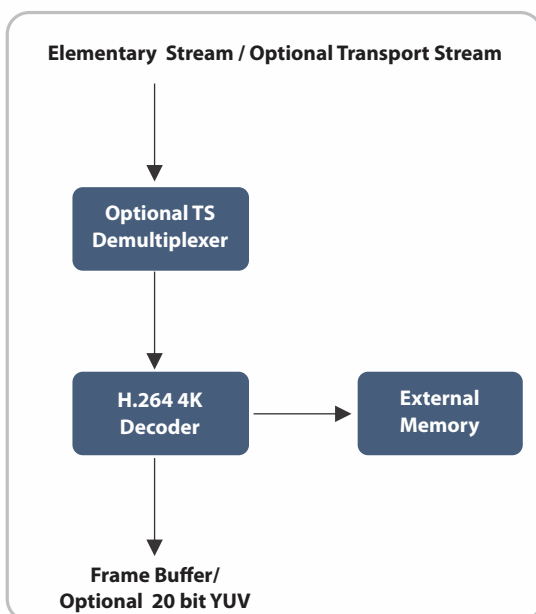 Elementary Stream / Optional Transport Stream
Optional TS
Demultiplexer
H.264 4K
Decoder
External
Memory
Frame Buffer/
Optional 20 bit YUV